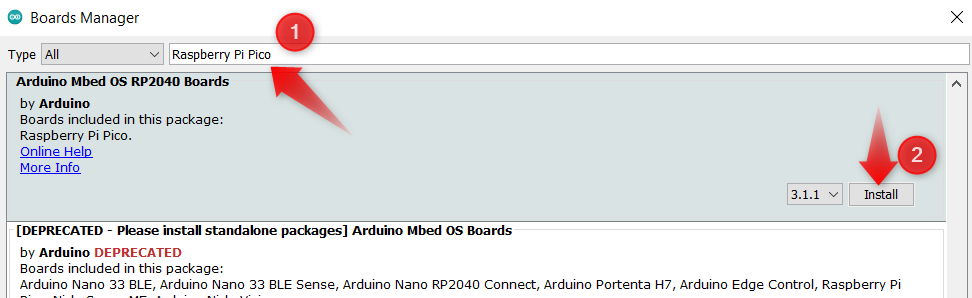 Boards Manager
1
Type All Raspberry Pi Pico
Arduino Mbed OS RP2040 Boards
by Arduino
Boards included in this package:
Raspberry Pi Pico.
Online Help
More Info
2
3.1.1 Install
[DEPRECATED - Please install standalone packages] Arduino Mbed OS Boards
by Arduino DEPRECATED
Boards included in this package:
Arduino Nano 33 BLE, Arduino Nano 33 BLE Sense, Arduino Nano RP2040 Connect, Arduino Portenta H7, Arduino Edge Control, Raspberry Pi